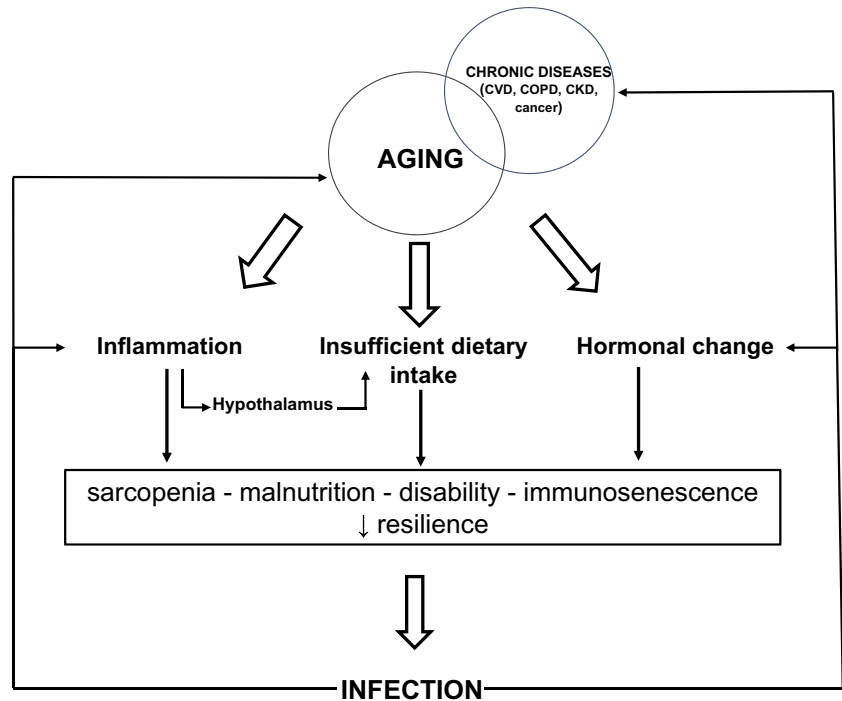 CHRONIC DISEASES
(CVD, COPD, CKD,
cancer)
AGING
Inflammation
Insufficient dietary
intake
Hormonal change
Hypothalamus
sarcopenia - malnutrition - disability - immunosenescence
↓ resilience
INFECTION